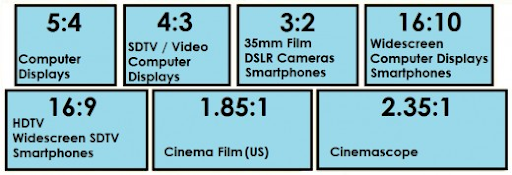 5:4
Computer
Displays
4:3
SDTV / Video
Computer
Displays
3:2
35mm Film
DSLR Cameras
Smartphones
16:10
Widescreen
Computer Displays
Smartphones
16:9
HDTV
Widescreen SDTV
Smartphones
1.85:1
Cinema Film (US)
2.35:1
Cinemascope